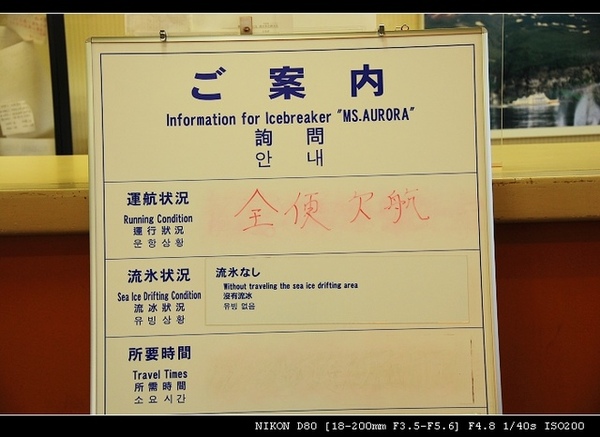 ご案内
Information for Icebreaker "MS.AURORA"
詢問
안내
運航状況
Running Condition
運行狀況
운항상황
全便欠航
流氷状況
Sea Ice Drifting Condition
流冰狀況
유빙상황
流氷なし
Without traveling the sea ice drifting area
沒有流冰
유빙 없음
所要時間
Travel Times
所需時間
소요시간
NIKON D80 [18-200mm F3.5-F5.6] F4.8 1/40s ISO200